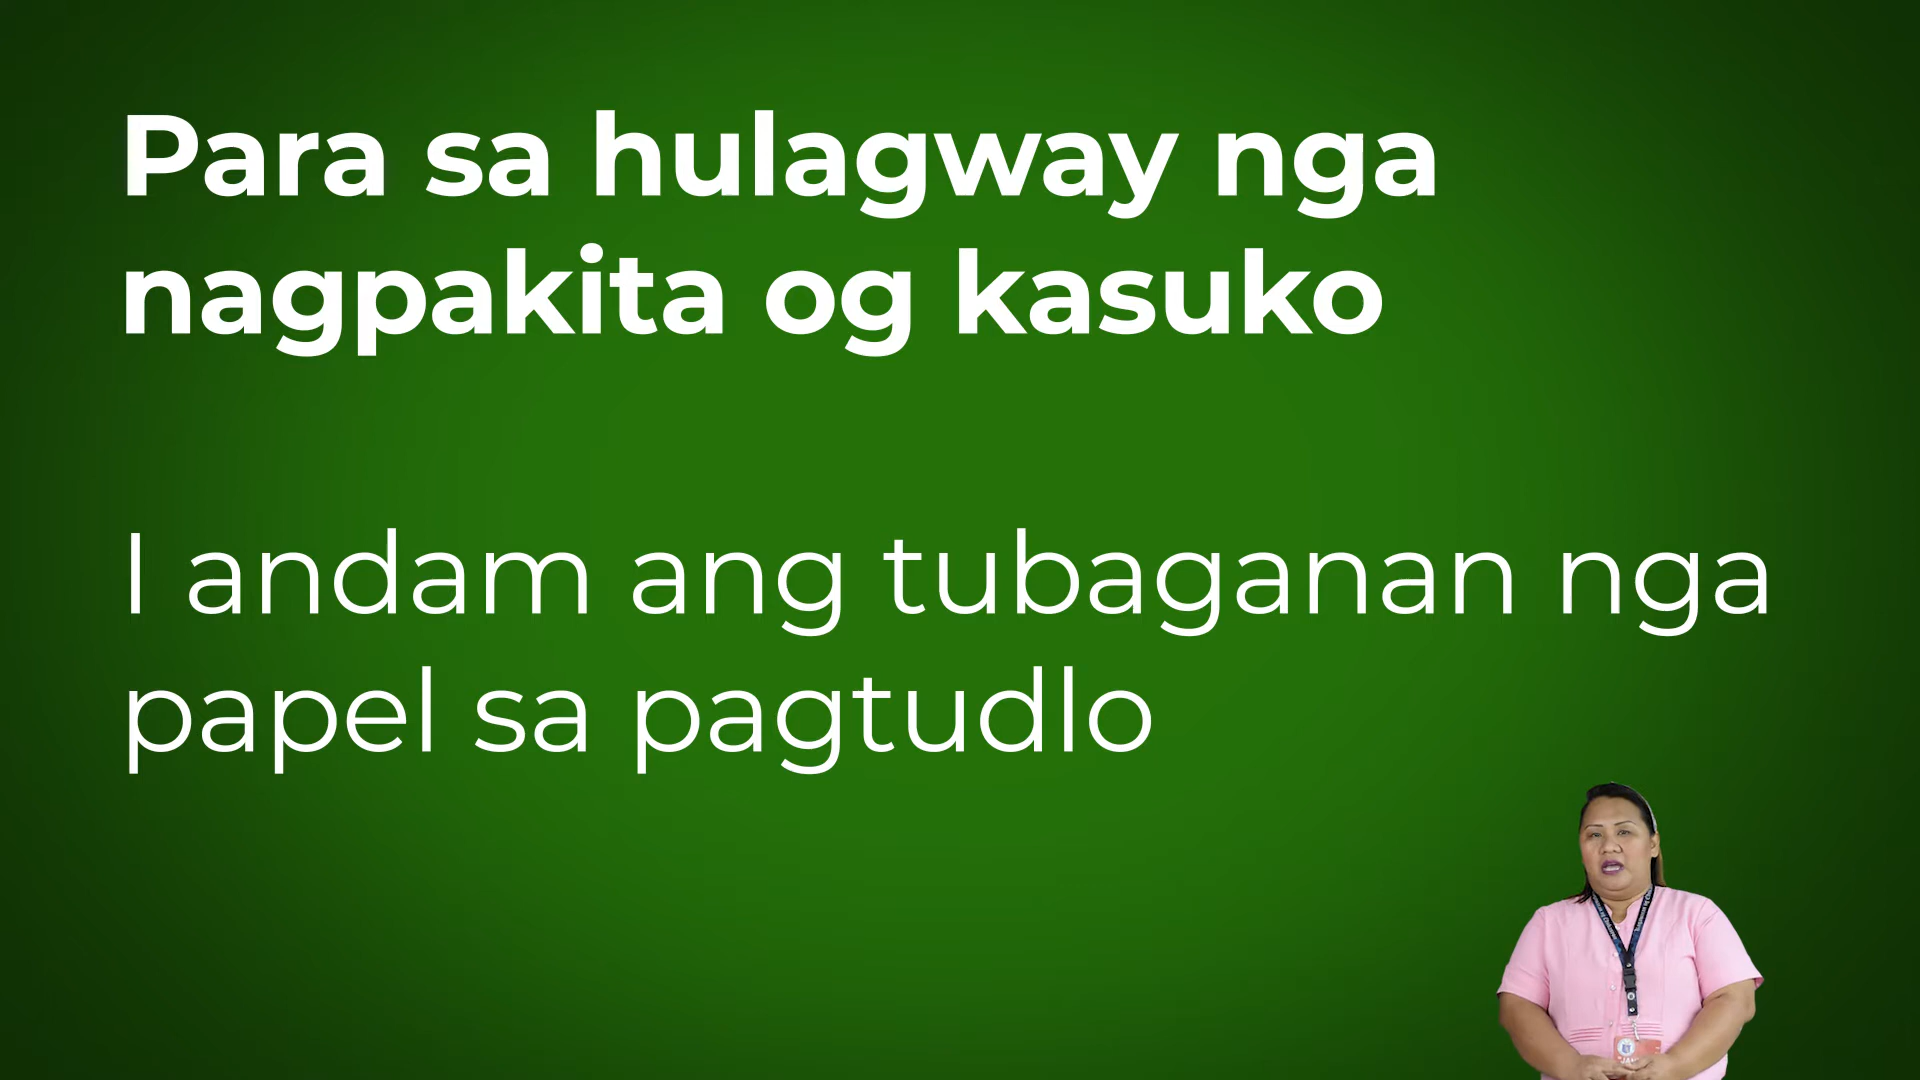 Para sa hulagway nga
nagpakita og kasuko
I andam ang tubaganan nga
papel sa pagtudlo